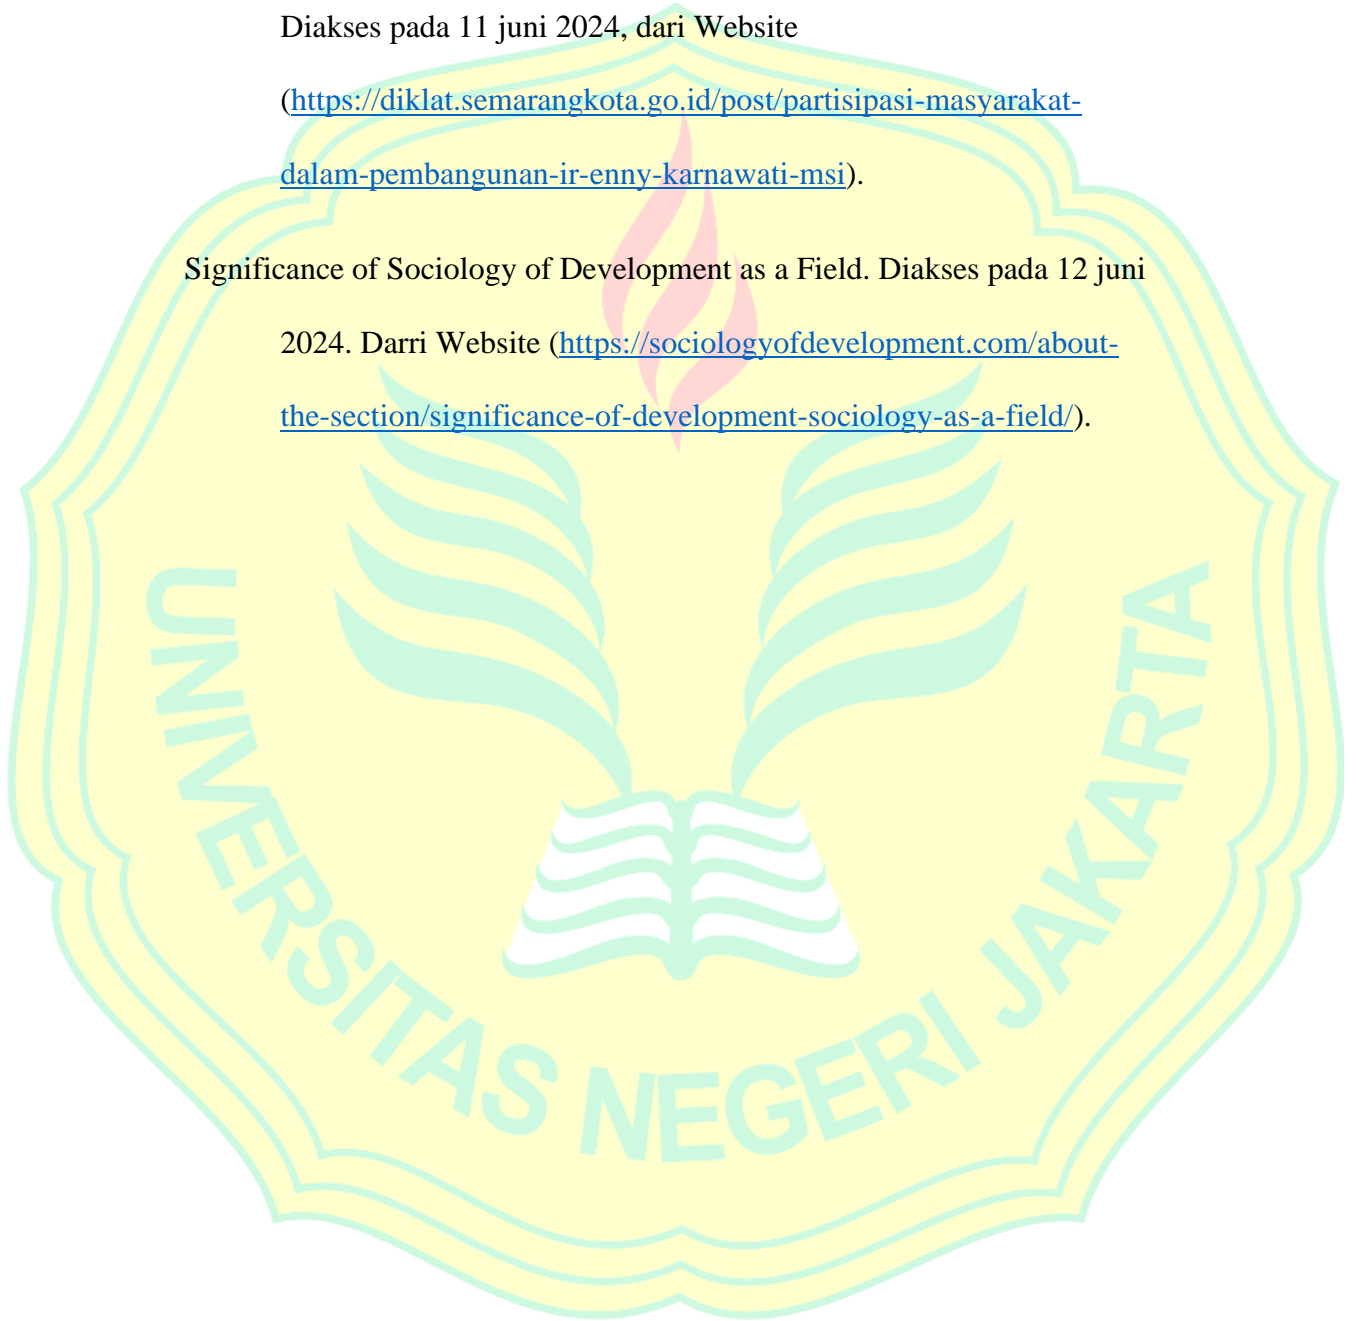 Diakses pada 11 juni 2024, dari Website
(https://diklat.semarangkota.go.id/post/partisipasi-masyarakat-
dalam-pembangunan-ir-enny-karnawati-msi).
Significance of Sociology of Development as a Field. Diakses pada 12 juni
2024. Darri Website (https://sociologyofdevelopment.com/about-
the-section/significance-of-development-sociology-as-a-field/).
UNIVERSITAS NEGERI JAKARTA